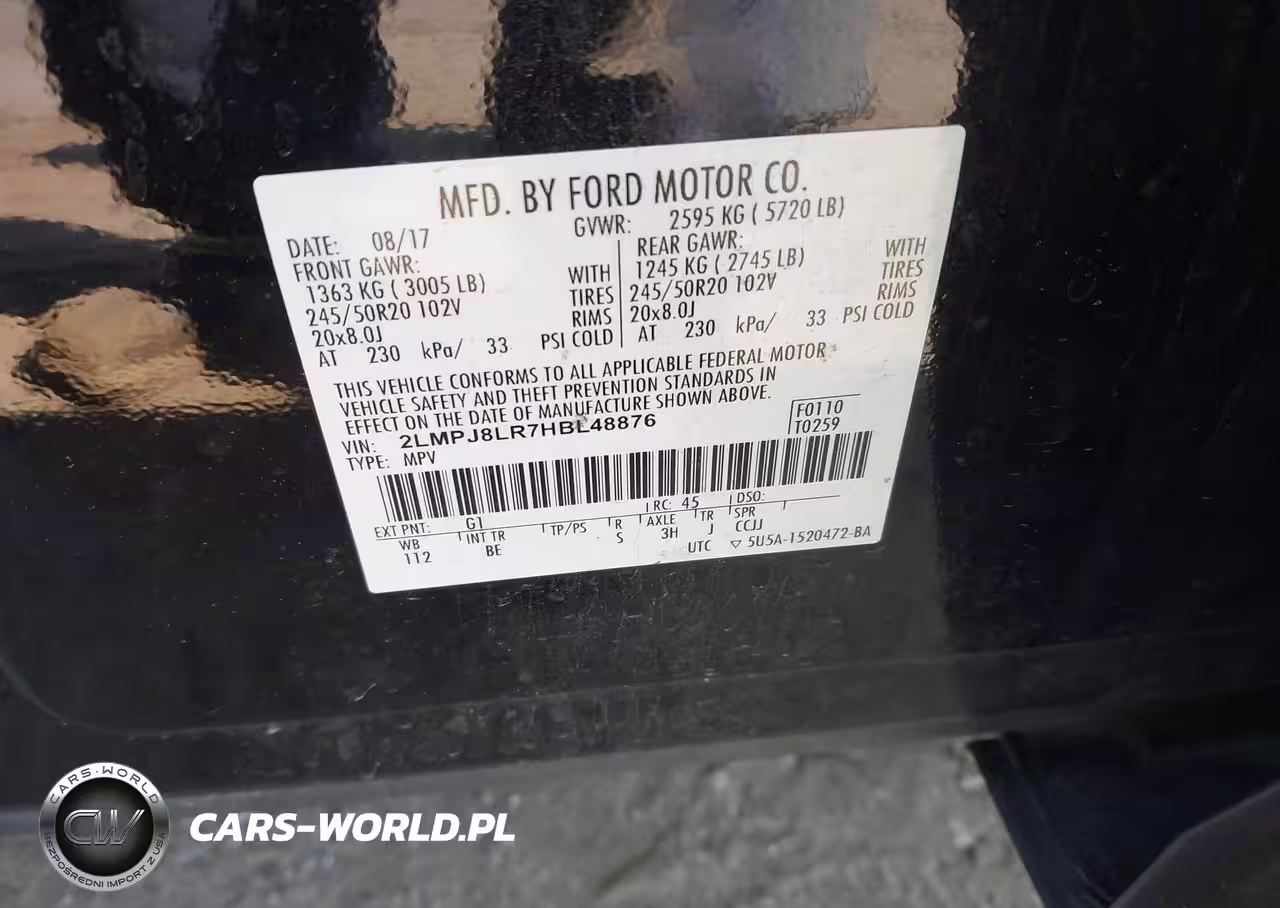 MFD. BY FORD MOTOR CO.
DATE: 08/17 GVWR: 2595 KG ( 5720 LB)
FRONT GAWR: REAR GAWR:
1363 KG ( 3005 LB) WITH 1245 KG ( 2745 LB) WITH
245/50R20 102V TIRES 245/50R20 102V TIRES
20x8.0J RIMS 20x8.0J RIMS
AT 230 kPa/ 33 PSI COLD AT 230 kPa/ 33 PSI COLD
THIS VEHICLE CONFORMS TO ALL APPLICABLE FEDERAL MOTOR
VEHICLE SAFETY AND THEFT PREVENTION STANDARDS IN
EFFECT ON THE DATE OF MANUFACTURE SHOWN ABOVE.
VIN: 2LMPJ8LR7HBL48876 F0110
TYPE: MPV T0259
EXT PNT: G1 RC: 45 DSO:
WB INT TR TP/PS R AXLE TR SPR
112 BE S 3H J CCJJ
UTC ▽ 5U5A-1520472-BA
CARS-WORLD
CW
BEZPOŚREDNI IMPORT Z USA
CARS-WORLD.PL